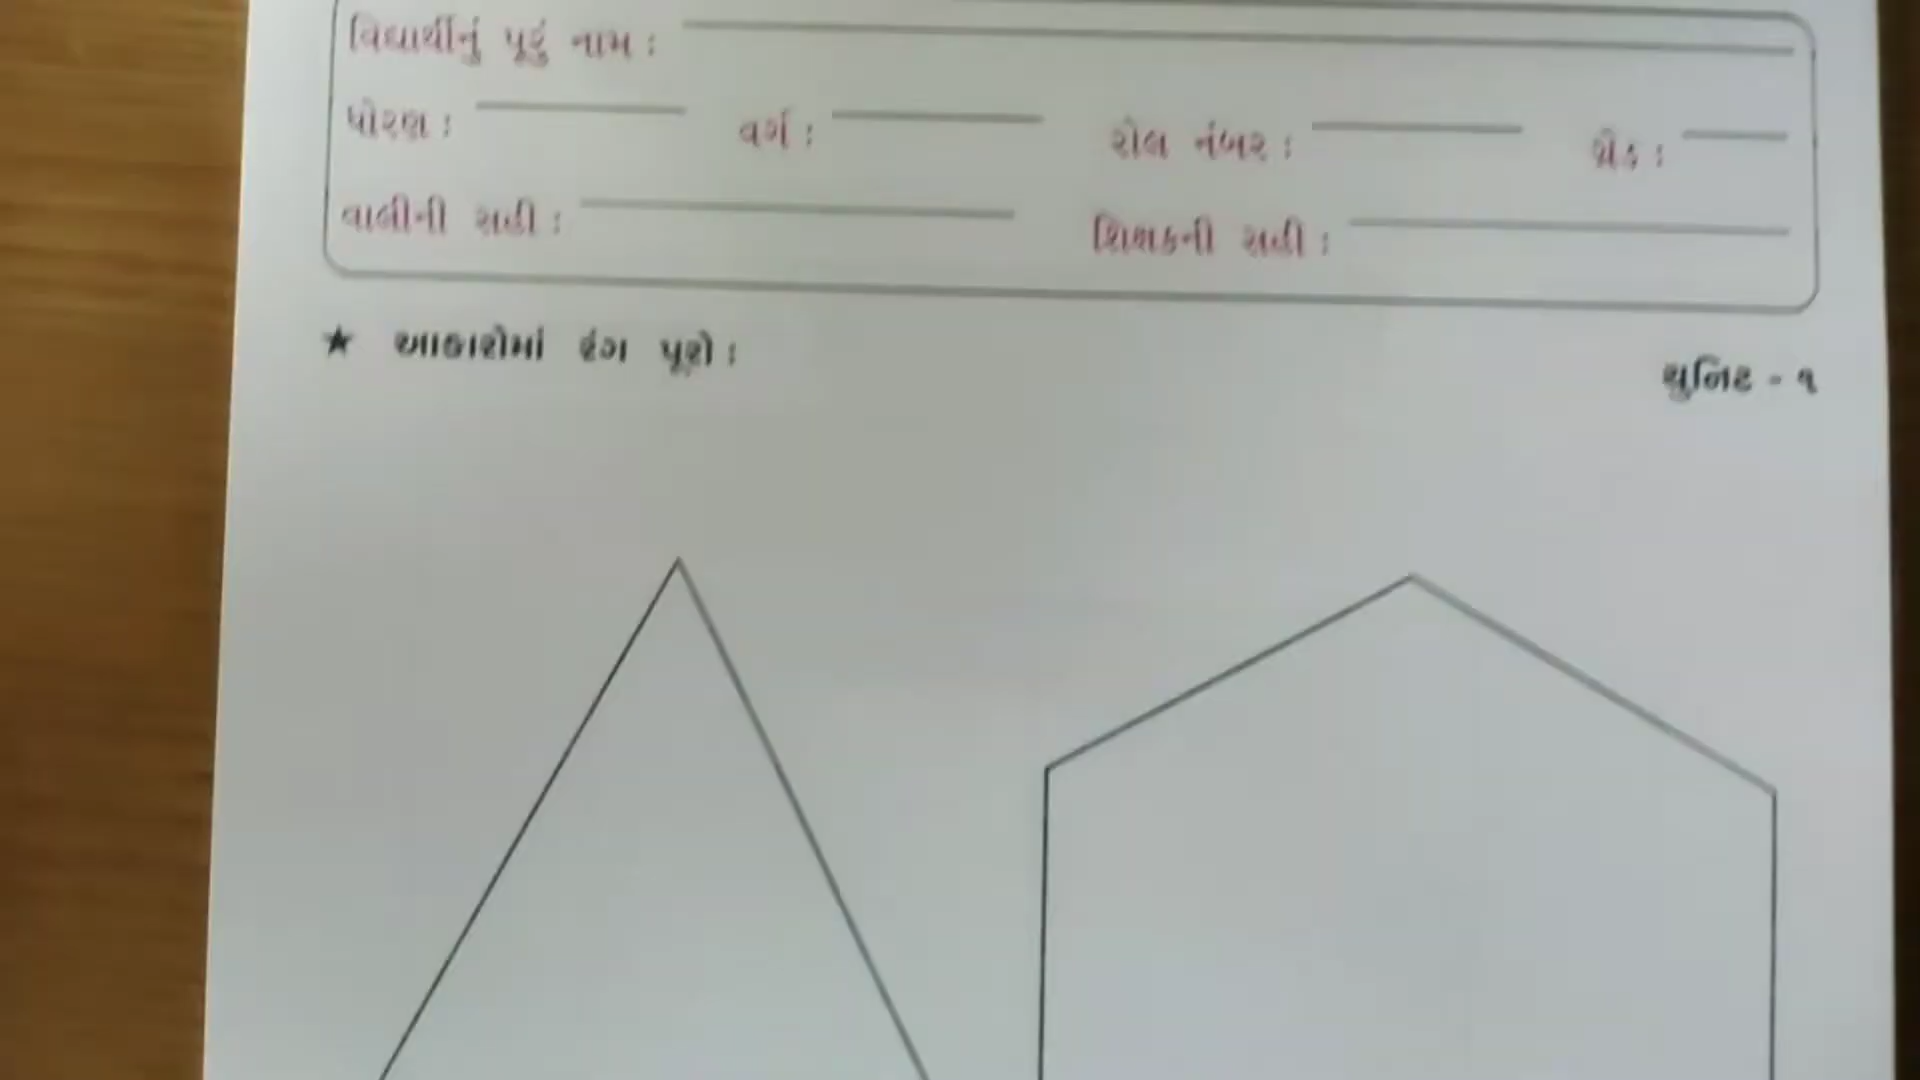 વિદ્યાર્થીનું પૂરું નામ :
ધોરણ : વર્ગ : રોલ નંબર : ગ્રેડ :
વાલીની સહી : શિક્ષકની સહી :
★ આકારોમાં રંગ પૂરો :
યુનિટ - ૧